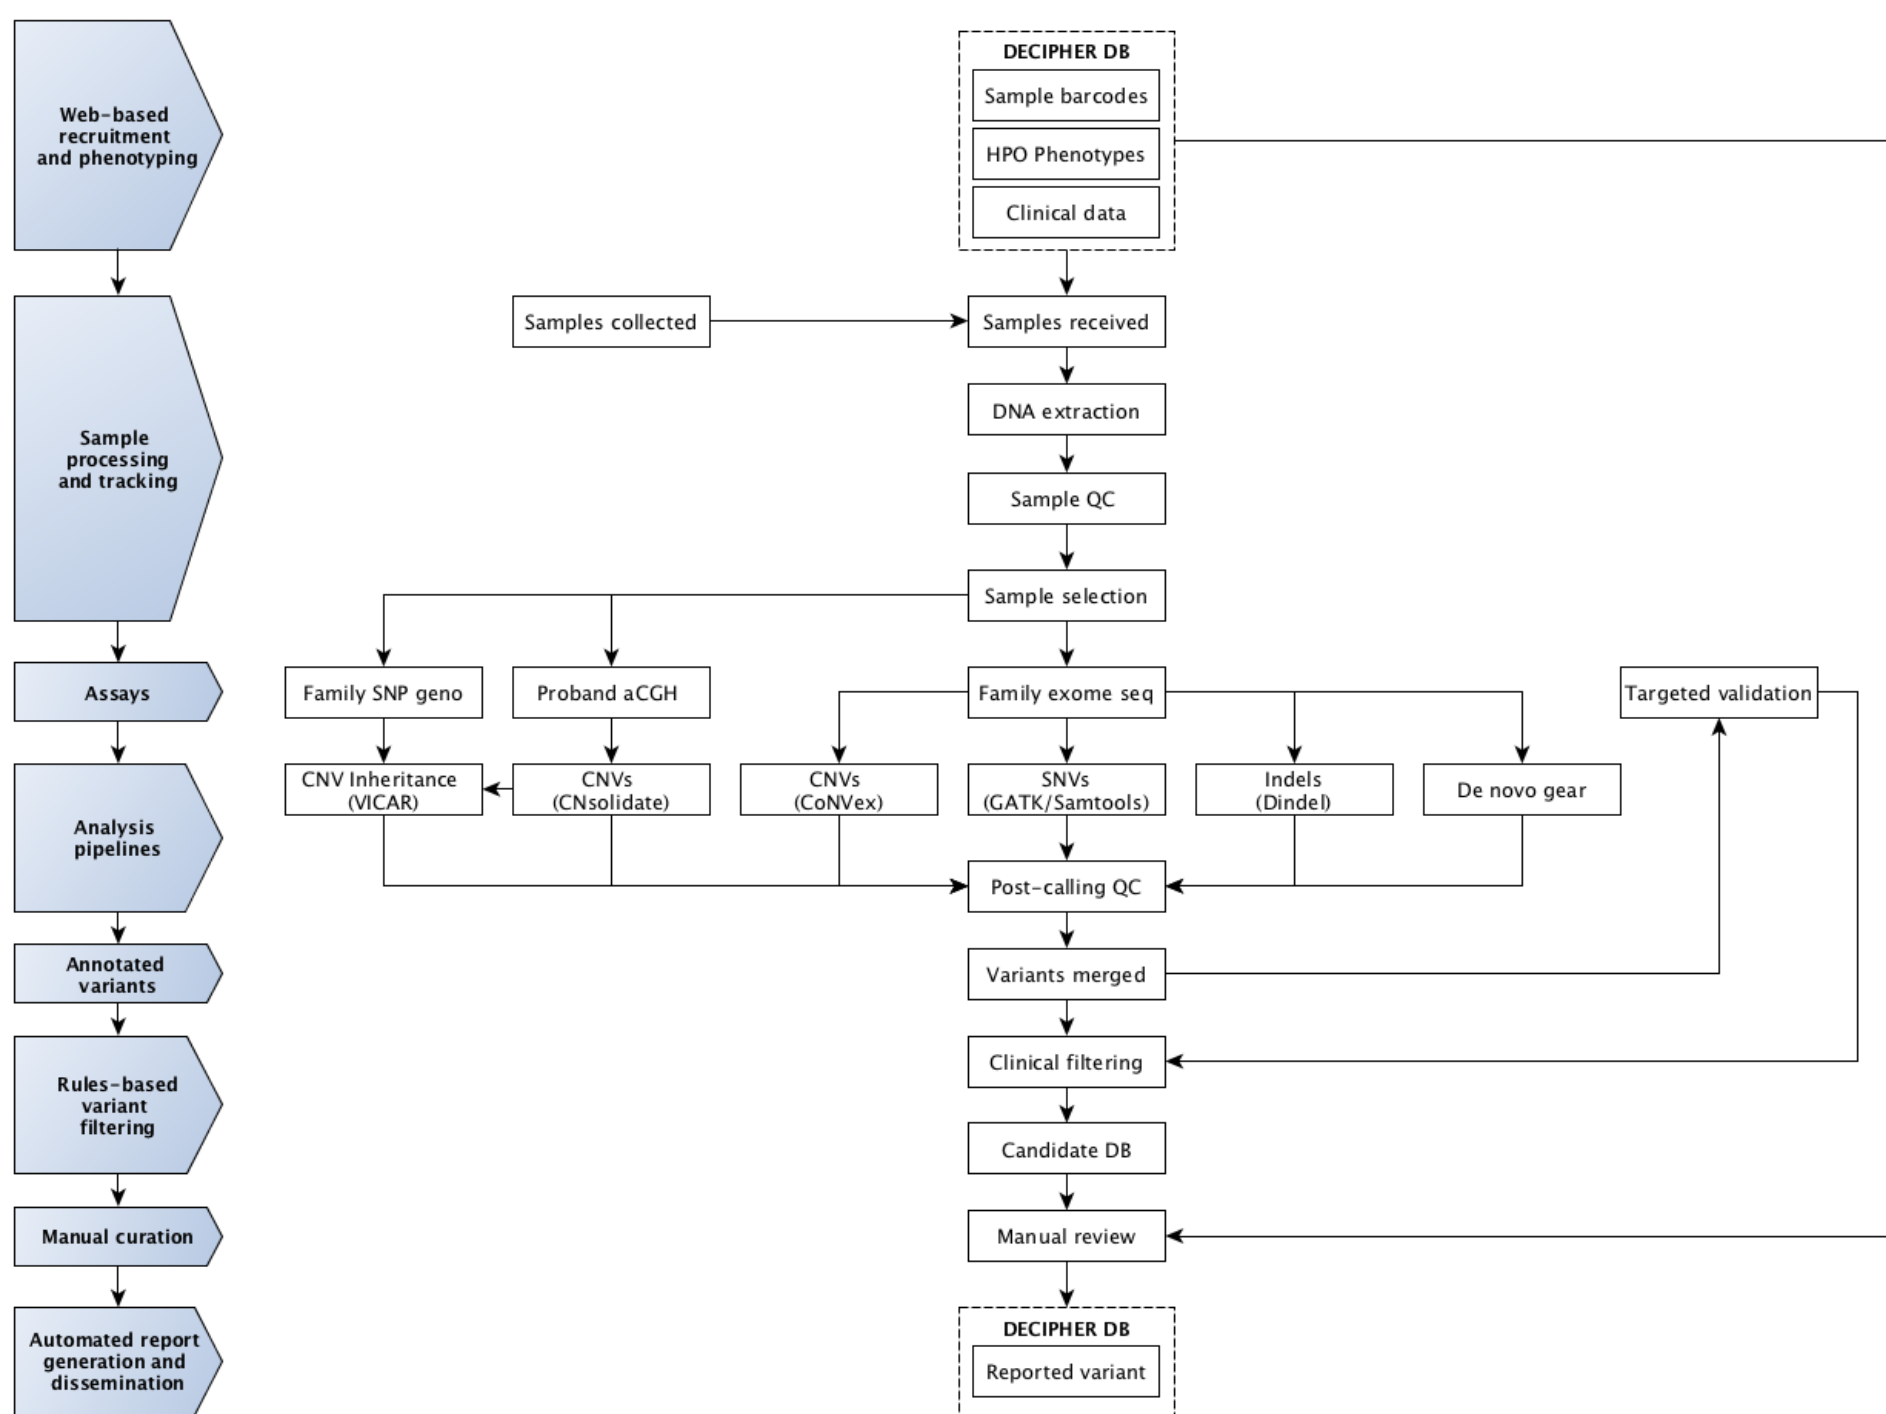 Web-based
recruitment
and phenotyping
DECIPHER DB
Sample barcodes
HPO Phenotypes
Clinical data
Sample
processing
and tracking
Samples collected
Samples received
DNA extraction
Sample QC
Sample selection
Assays
Family SNP geno
Proband aCGH
Family exome seq
Targeted validation
Analysis
pipelines
CNV Inheritance
(VICAR)
CNVs
(CNsolidate)
CNVs
(CoNVex)
SNVs
(GATK/Samtools)
Indels
(Dindel)
De novo gear
Post-calling QC
Annotated
variants
Variants merged
Rules-based
variant
filtering
Clinical filtering
Candidate DB
Manual curation
Manual review
Automated report
generation and
dissemination
DECIPHER DB
Reported variant